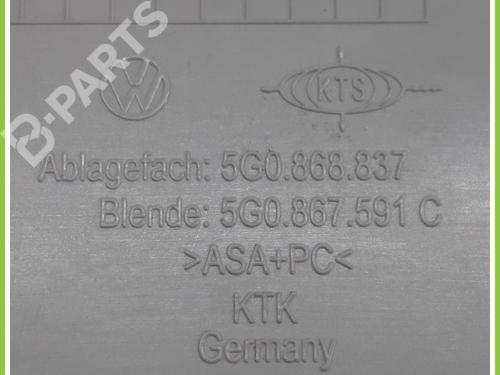 B-PARTS
KTS
Ablagefach: 5G0.868.837
Blende: 5G0.867.591 C
>ASA+PC<
KTK
Germany